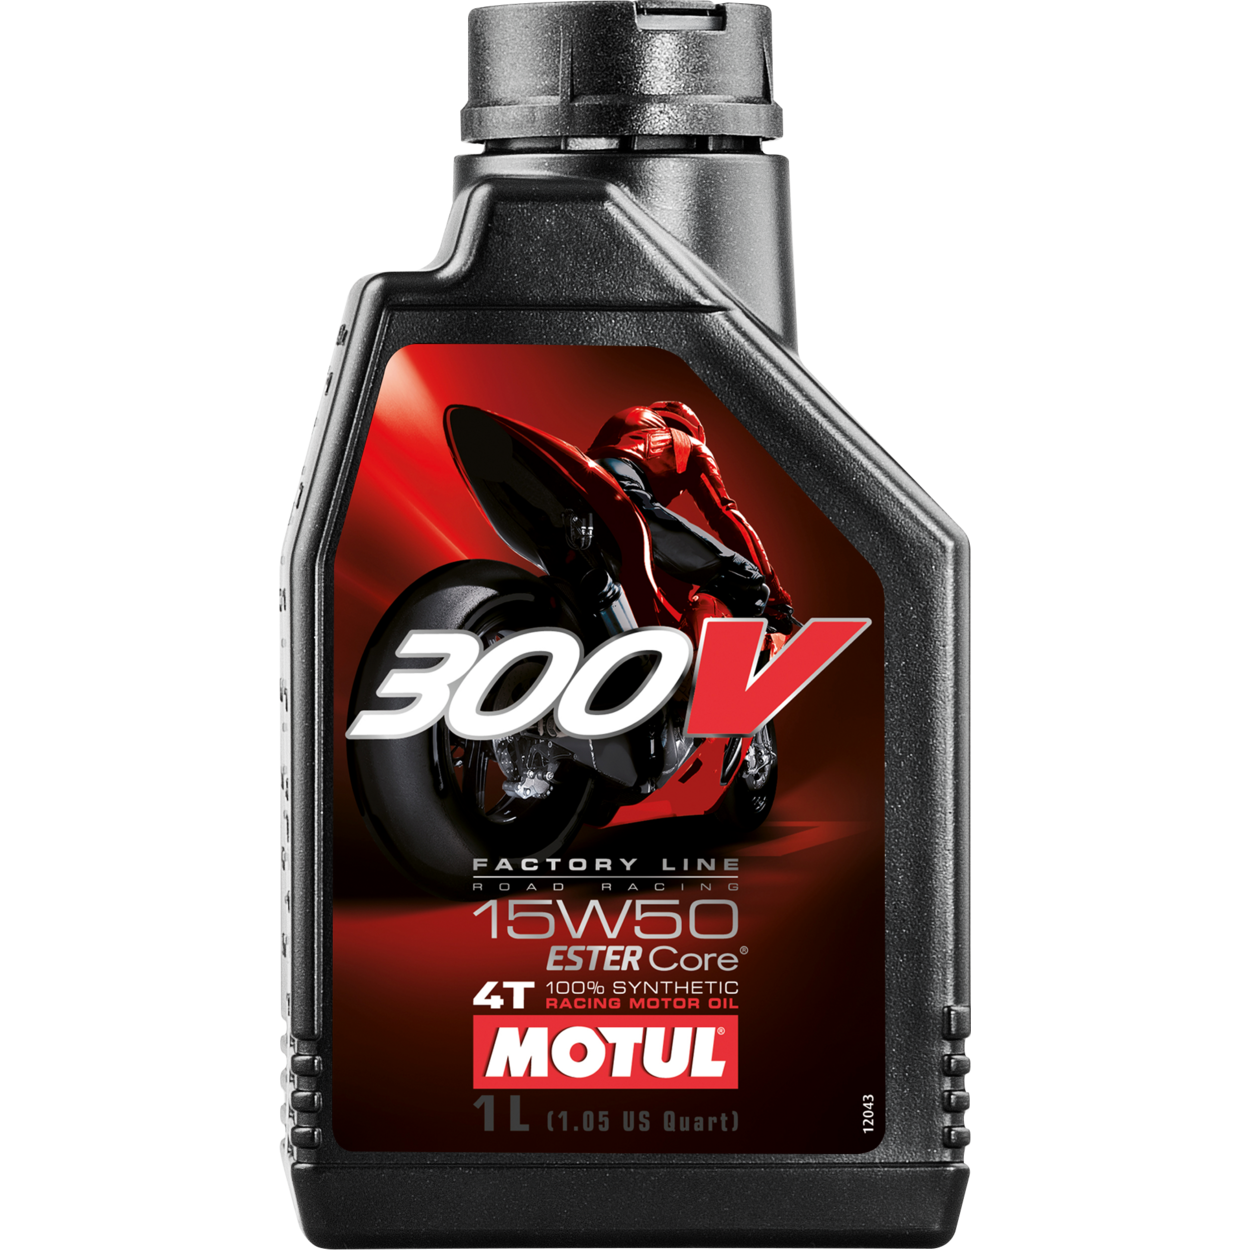 300V
FACTORY LINE
ROAD RACING
15W50
ESTER Core®
4T 100% SYNTHETIC
RACING MOTOR OIL
MOTUL®
1L (1.05 US Quart)
12043